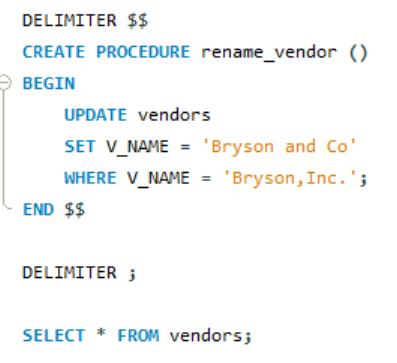 DELIMITER $$
CREATE PROCEDURE rename_vendor ()
BEGIN
UPDATE vendors
SET V_NAME = 'Bryson and Co'
WHERE V_NAME = 'Bryson,Inc.';
END $$
DELIMITER ;
SELECT * FROM vendors;